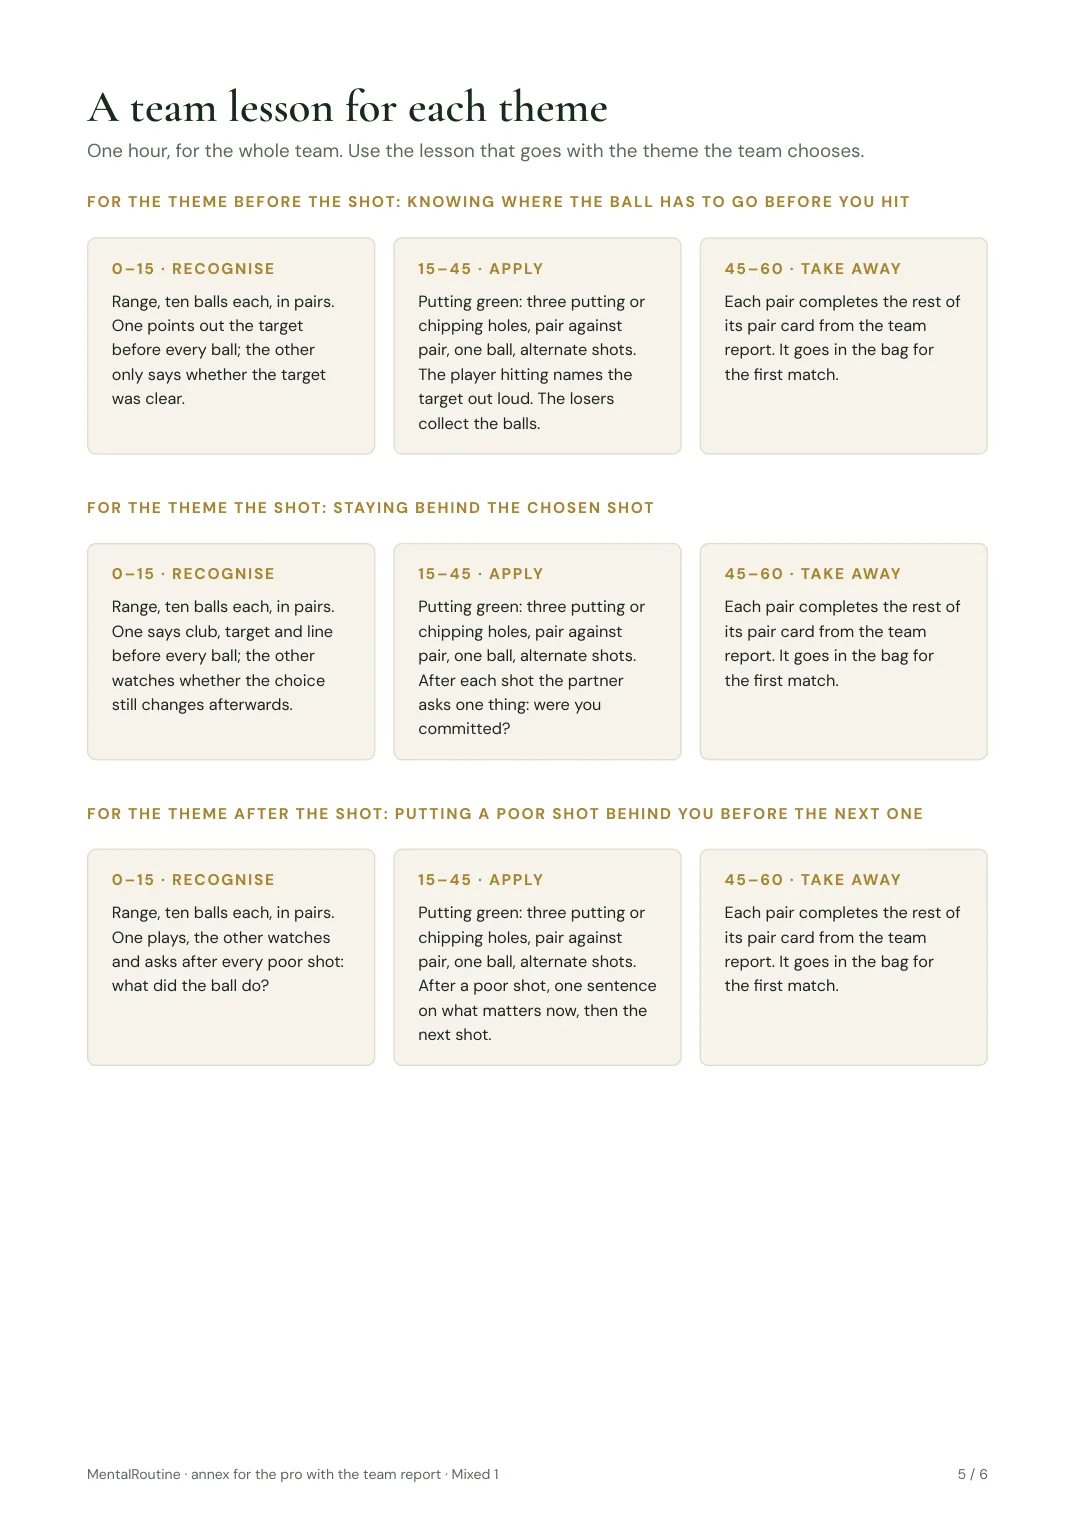 A team lesson for each theme
One hour, for the whole team. Use the lesson that goes with the theme the team chooses.
FOR THE THEME BEFORE THE SHOT: KNOWING WHERE THE BALL HAS TO GO BEFORE YOU HIT
0–15 · RECOGNISE
Range, ten balls each, in pairs.
One points out the target
before every ball; the other
only says whether the target
was clear.
15–45 · APPLY
Putting green: three putting or
chipping holes, pair against
pair, one ball, alternate shots.
The player hitting names the
target out loud. The losers
collect the balls.
45–60 · TAKE AWAY
Each pair completes the rest of
its pair card from the team
report. It goes in the bag for
the first match.
FOR THE THEME THE SHOT: STAYING BEHIND THE CHOSEN SHOT
0–15 · RECOGNISE
Range, ten balls each, in pairs.
One says club, target and line
before every ball; the other
watches whether the choice
still changes afterwards.
15–45 · APPLY
Putting green: three putting or
chipping holes, pair against
pair, one ball, alternate shots.
After each shot the partner
asks one thing: were you
committed?
45–60 · TAKE AWAY
Each pair completes the rest of
its pair card from the team
report. It goes in the bag for
the first match.
FOR THE THEME AFTER THE SHOT: PUTTING A POOR SHOT BEHIND YOU BEFORE THE NEXT ONE
0–15 · RECOGNISE
Range, ten balls each, in pairs.
One plays, the other watches
and asks after every poor shot:
what did the ball do?
15–45 · APPLY
Putting green: three putting or
chipping holes, pair against
pair, one ball, alternate shots.
After a poor shot, one sentence
on what matters now, then the
next shot.
45–60 · TAKE AWAY
Each pair completes the rest of
its pair card from the team
report. It goes in the bag for
the first match.
MentalRoutine · annex for the pro with the team report · Mixed 1
5 / 6